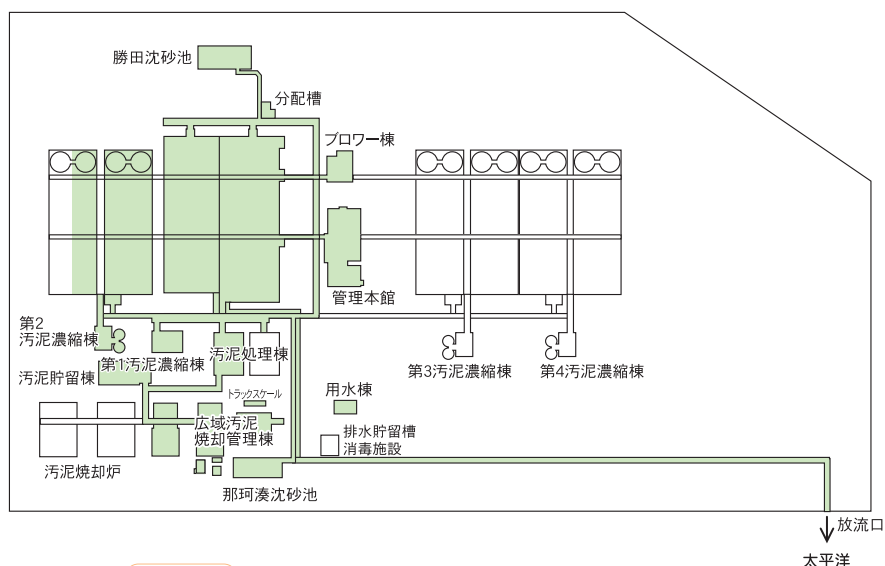 勝田沈砂池
分配槽
ブロワー棟
管理本館
第2
汚泥濃縮棟
第1汚泥濃縮棟
汚泥処理棟
第3汚泥濃縮棟
第4汚泥濃縮棟
汚泥貯留棟
トラックスケール
用水棟
広域汚泥
焼却管理棟
排水貯留槽
消毒施設
汚泥焼却炉
那珂湊沈砂池
放流口
太平洋